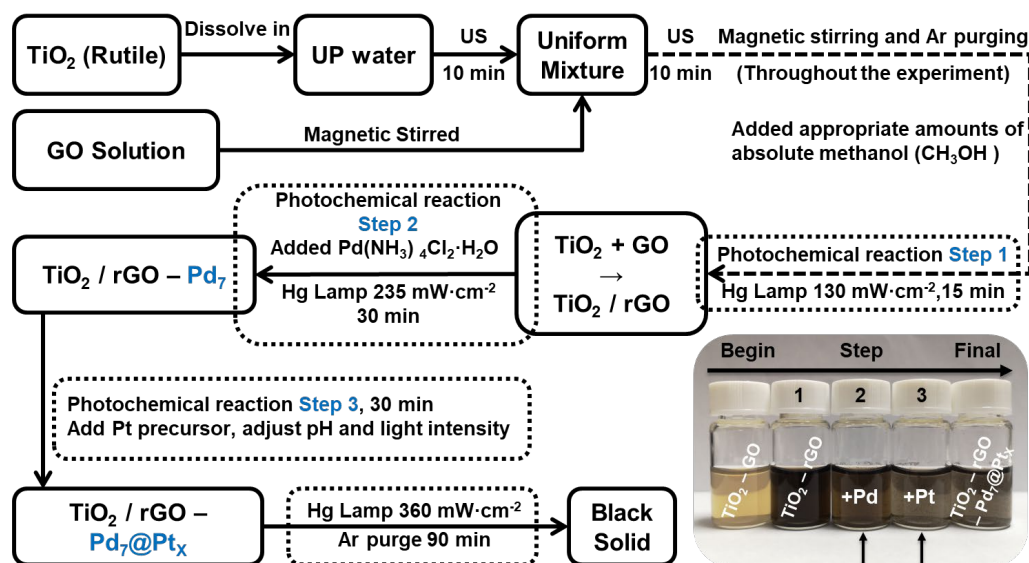 TiO₂ (Rutile)
Dissolve in
UP water
US
10 min
Uniform
Mixture
US
10 min
Magnetic stirring and Ar purging
(Throughout the experiment)
GO Solution
Magnetic Stirred
Added appropriate amounts of
absolute methanol (CH₃OH )
Photochemical reaction Step 1
Hg Lamp 130 mW·cm⁻²,15 min
TiO₂ + GO
→
TiO₂ / rGO
Photochemical reaction
Step 2
Added Pd(NH₃) ₄Cl₂·H₂O
Hg Lamp 235 mW·cm⁻²
30 min
TiO₂ / rGO – Pd₇
Photochemical reaction Step 3, 30 min
Add Pt precursor, adjust pH and light intensity
TiO₂ / rGO –
Pd₇@Ptₓ
Hg Lamp 360 mW·cm⁻²
Ar purge 90 min
Black
Solid
Begin Step Final
1 2 3
TiO₂ – GO
TiO₂ – rGO
+Pd
+Pt
TiO₂ – rGO
– Pd₇@Ptₓ